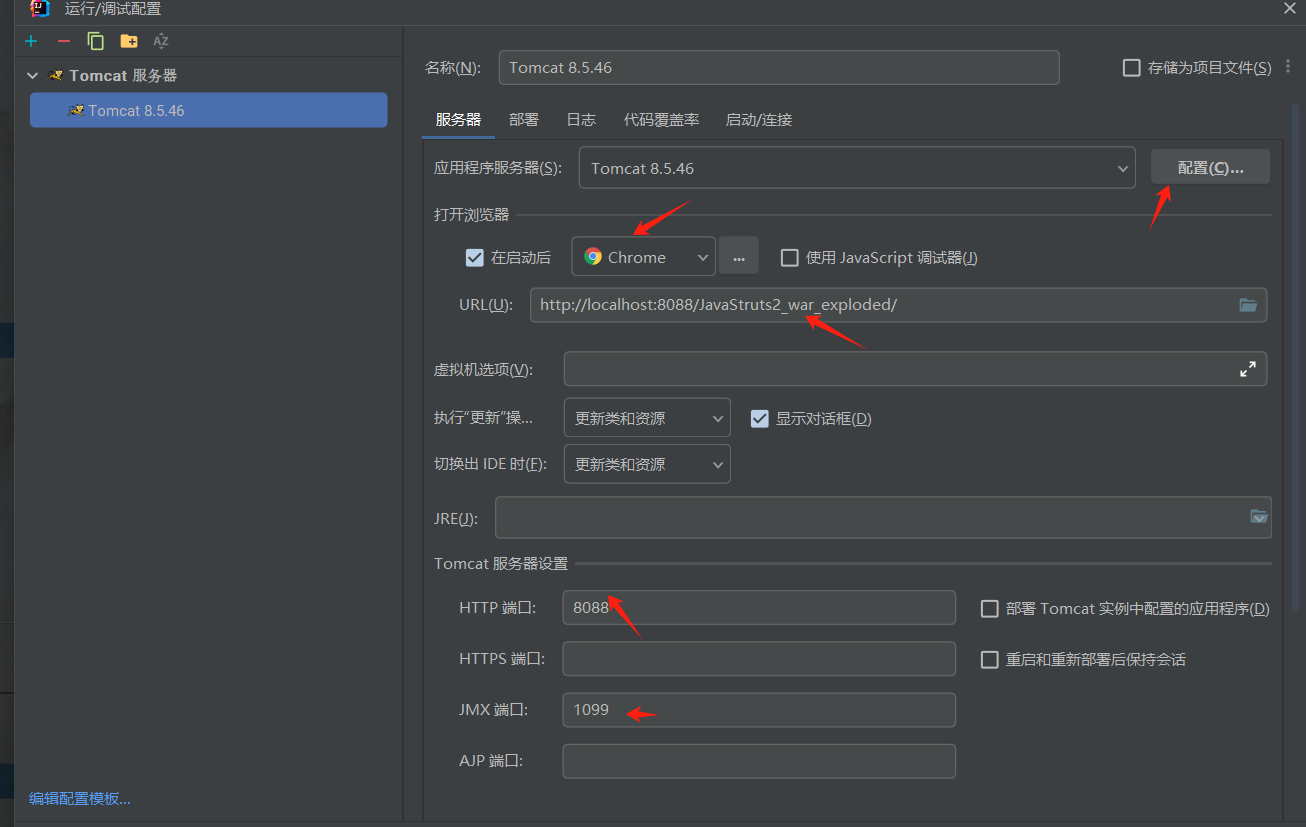 运行/调试配置
Tomcat 服务器
Tomcat 8.5.46
编辑配置模板...
名称(N): Tomcat 8.5.46 存储为项目文件(S)
服务器 部署 日志 代码覆盖率 启动/连接
应用程序服务器(S): Tomcat 8.5.46 配置(C)...
打开浏览器
在启动后 Chrome ... 使用 JavaScript 调试器(J)
URL(U): http://localhost:8088/JavaStruts2_war_exploded/
虚拟机选项(V):
执行“更新”操... 更新类和资源 显示对话框(D)
切换出 IDE 时(F): 更新类和资源
JRE(J):
Tomcat 服务器设置
HTTP 端口: 8088 部署 Tomcat 实例中配置的应用程序(D)
HTTPS 端口: 重启和重新部署后保持会话
JMX 端口: 1099
AJP 端口: